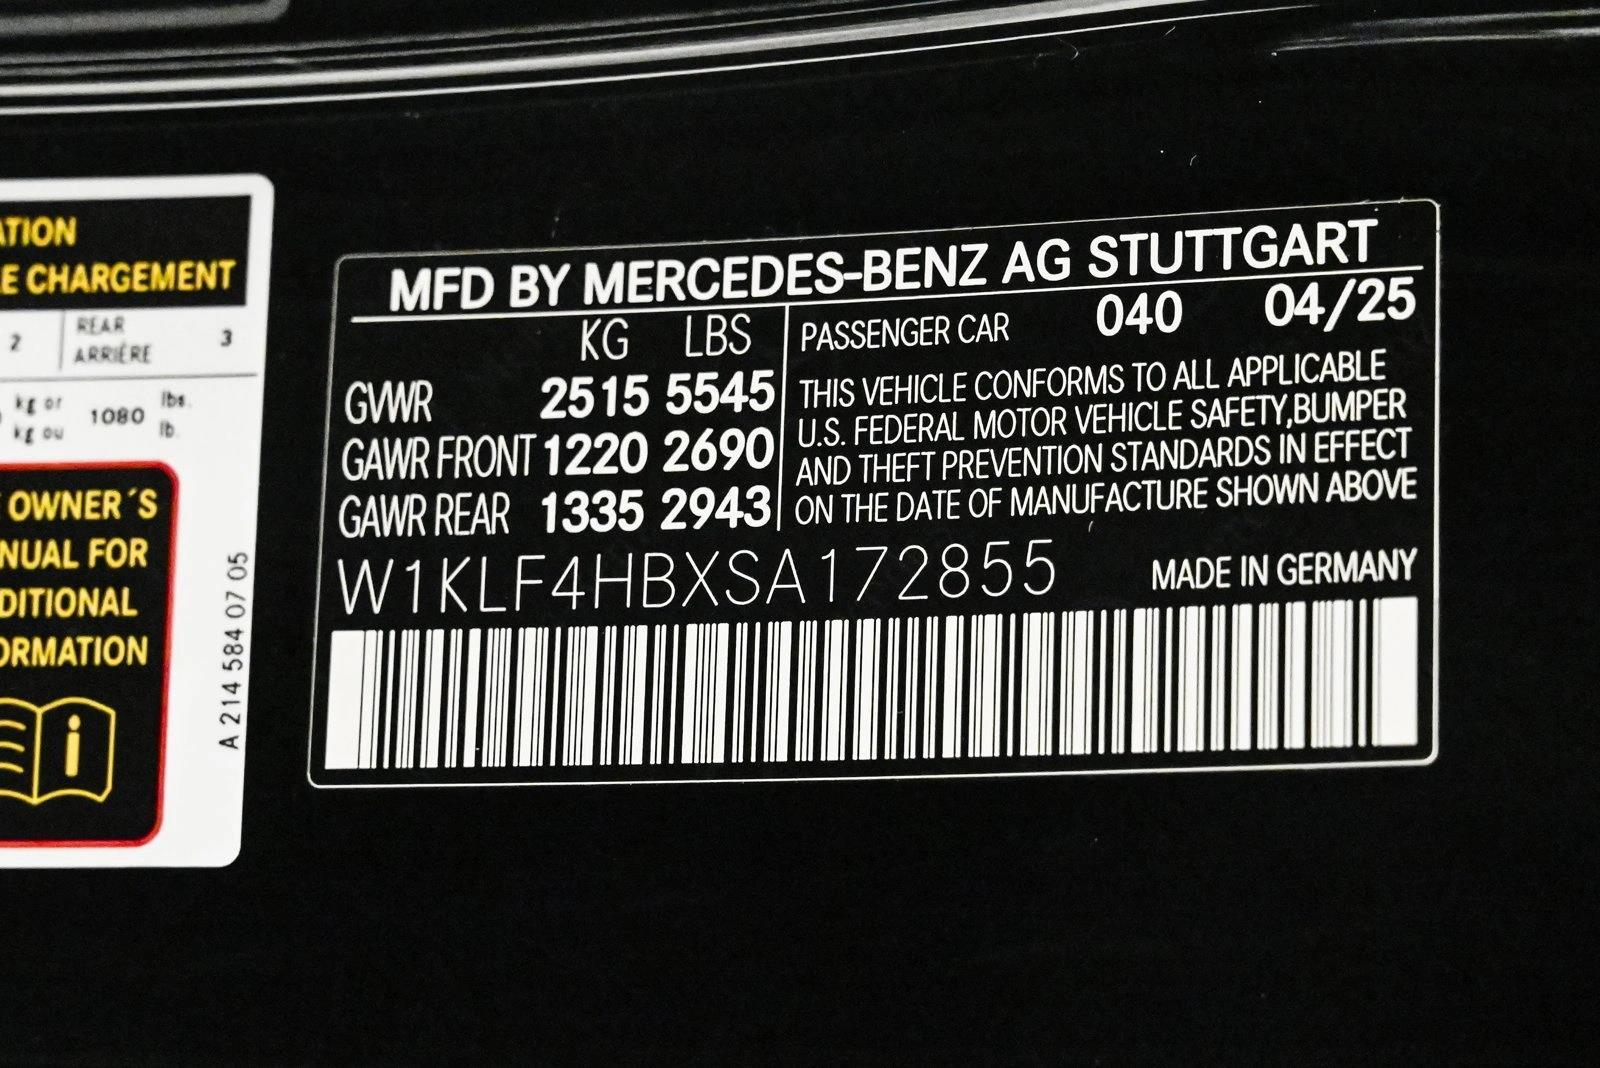 ATION
LE CHARGEMENT
2 REAR 3
ARRIÉRE
kg or 1080 lbs.
kg ou lb.
OWNER´S
NUAL FOR
DITIONAL
ORMATION
i
A 214 584 07 05
MFD BY MERCEDES-BENZ AG STUTTGART
KG LBS
GVWR 2515 5545
GAWR FRONT 1220 2690
GAWR REAR 1335 2943
PASSENGER CAR 040 04/25
THIS VEHICLE CONFORMS TO ALL APPLICABLE
U.S. FEDERAL MOTOR VEHICLE SAFETY,BUMPER
AND THEFT PREVENTION STANDARDS IN EFFECT
ON THE DATE OF MANUFACTURE SHOWN ABOVE
W1KLF4HBXSA172855 MADE IN GERMANY